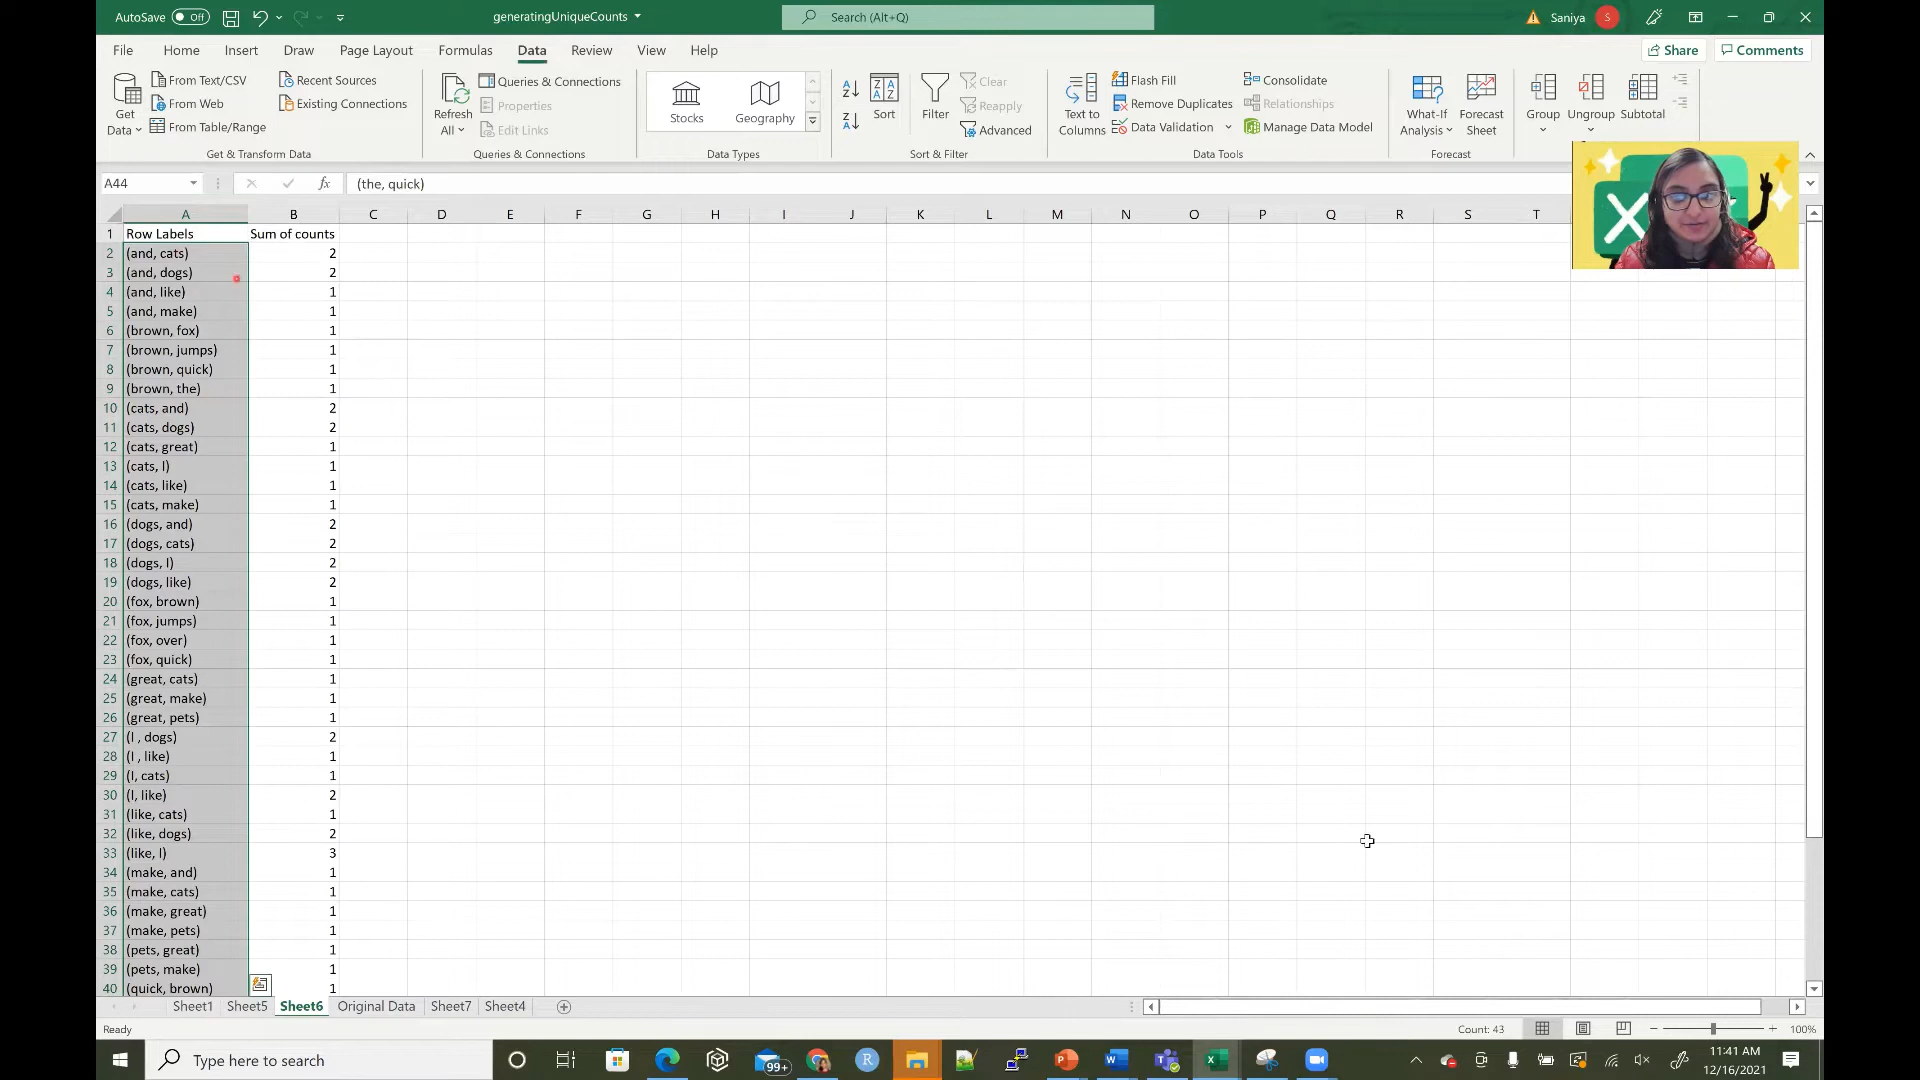 AutoSave Off generatingUniqueCounts Search (Alt+Q) Saniya S
File Home Insert Draw Page Layout Formulas Data Review View Help Share Comments
Get Data
From Text/CSV
From Web
From Table/Range
Recent Sources
Existing Connections
Get & Transform Data
Refresh All
Queries & Connections
Properties
Edit Links
Queries & Connections
Stocks
Geography
Data Types
Sort
Filter
Clear
Reapply
Advanced
Sort & Filter
Text to Columns
Flash Fill
Remove Duplicates
Data Validation
Consolidate
Relationships
Manage Data Model
Data Tools
What-If Analysis
Forecast Sheet
Forecast
Group
Ungroup
Subtotal
A44 fx (the, quick)
A B C D E F G H I J K L M N O P Q R S T
1 Row Labels Sum of counts
2 (and, cats) 2
3 (and, dogs) 2
4 (and, like) 1
5 (and, make) 1
6 (brown, fox) 1
7 (brown, jumps) 1
8 (brown, quick) 1
9 (brown, the) 1
10 (cats, and) 2
11 (cats, dogs) 2
12 (cats, great) 1
13 (cats, I) 1
14 (cats, like) 1
15 (cats, make) 1
16 (dogs, and) 2
17 (dogs, cats) 2
18 (dogs, I) 2
19 (dogs, like) 2
20 (fox, brown) 1
21 (fox, jumps) 1
22 (fox, over) 1
23 (fox, quick) 1
24 (great, cats) 1
25 (great, make) 1
26 (great, pets) 1
27 (I , dogs) 2
28 (I , like) 1
29 (I, cats) 1
30 (I, like) 2
31 (like, cats) 1
32 (like, dogs) 2
33 (like, I) 3
34 (make, and) 1
35 (make, cats) 1
36 (make, great) 1
37 (make, pets) 1
38 (pets, great) 1
39 (pets, make) 1
40 (quick, brown) 1
Sheet1 Sheet5 Sheet6 Original Data Sheet7 Sheet4
Ready Count: 43 100%
Type here to search 99+ 11:41 AM
12/16/2021